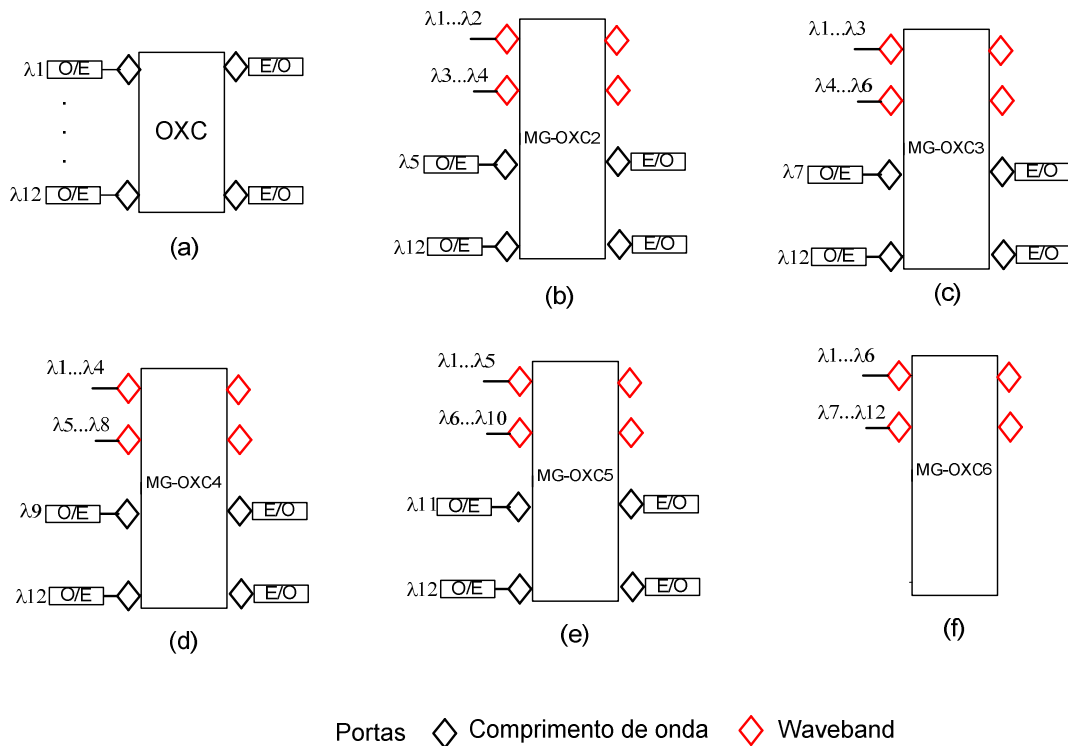 λ1 O/E E/O
OXC
λ12 O/E E/O
(a)
λ1...λ2
λ3...λ4
MG-OXC2
λ5 O/E E/O
λ12 O/E E/O
(b)
λ1...λ3
λ4...λ6
MG-OXC3
λ7 O/E E/O
λ12 O/E E/O
(c)
λ1...λ4
λ5...λ8
MG-OXC4
λ9 O/E E/O
λ12 O/E E/O
(d)
λ1...λ5
λ6...λ10
MG-OXC5
λ11 O/E E/O
λ12 O/E E/O
(e)
λ1...λ6
λ7...λ12
MG-OXC6
(f)
Portas Comprimento de onda Waveband